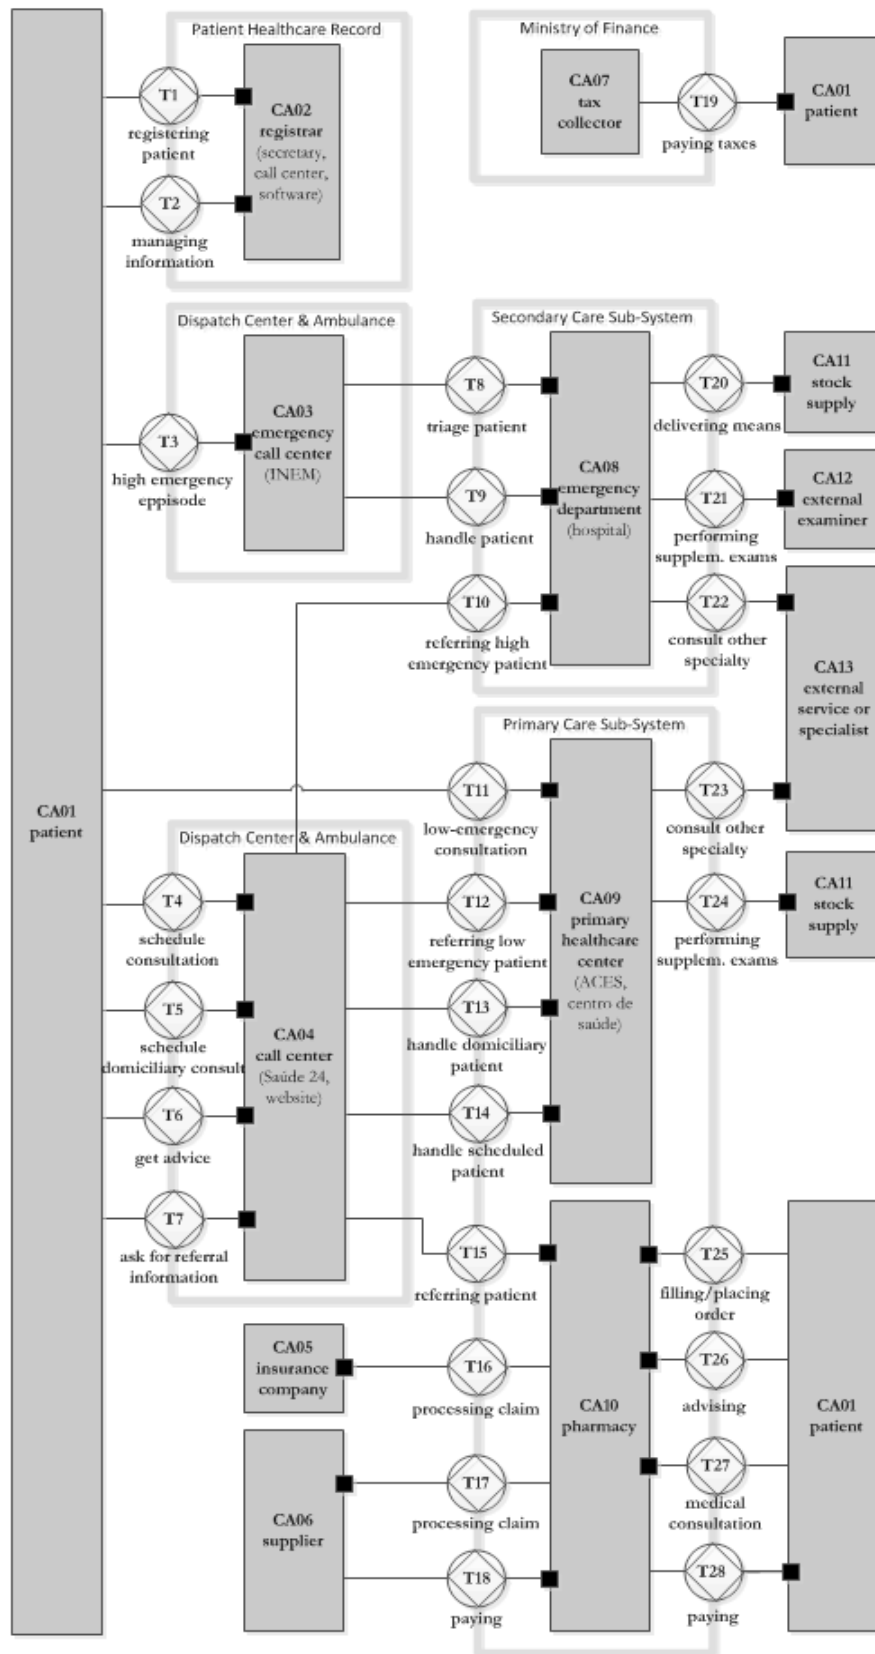 Patient Healthcare Record
Ministry of Finance
CA01
patient
T1
registering
patient
T2
managing
information
CA02
registrar
(secretary,
call center,
software)
CA07
tax
collector
T19
paying taxes
CA01
patient
Dispatch Center & Ambulance
T3
high emergency
eppisode
CA03
emergency
call center
(INEM)
Secondary Care Sub-System
T8
triage patient
T9
handle patient
T10
referring high
emergency patient
CA08
emergency
department
(hospital)
T20
delivering means
T21
performing
supplem. exams
T22
consult other
specialty
CA11
stock
supply
CA12
external
examiner
CA13
external
service or
specialist
Primary Care Sub-System
T11
low-emergency
consultation
T12
referring low
emergency patient
T13
handle domiciliary
patient
T14
handle scheduled
patient
CA09
primary
healthcare
center
(ACES,
centro de
saúde)
T23
consult other
specialty
T24
performing
supplem. exams
CA11
stock
supply
Dispatch Center & Ambulance
T4
schedule
consultation
T5
schedule
domiciliary consult
T6
get advice
T7
ask for referral
information
CA04
call center
(Saúde 24,
website)
T15
referring patient
CA05
insurance
company
T16
processing claim
CA06
supplier
T17
processing claim
T18
paying
CA10
pharmacy
T25
filling/placing
order
T26
advising
T27
medical
consultation
T28
paying
CA01
patient